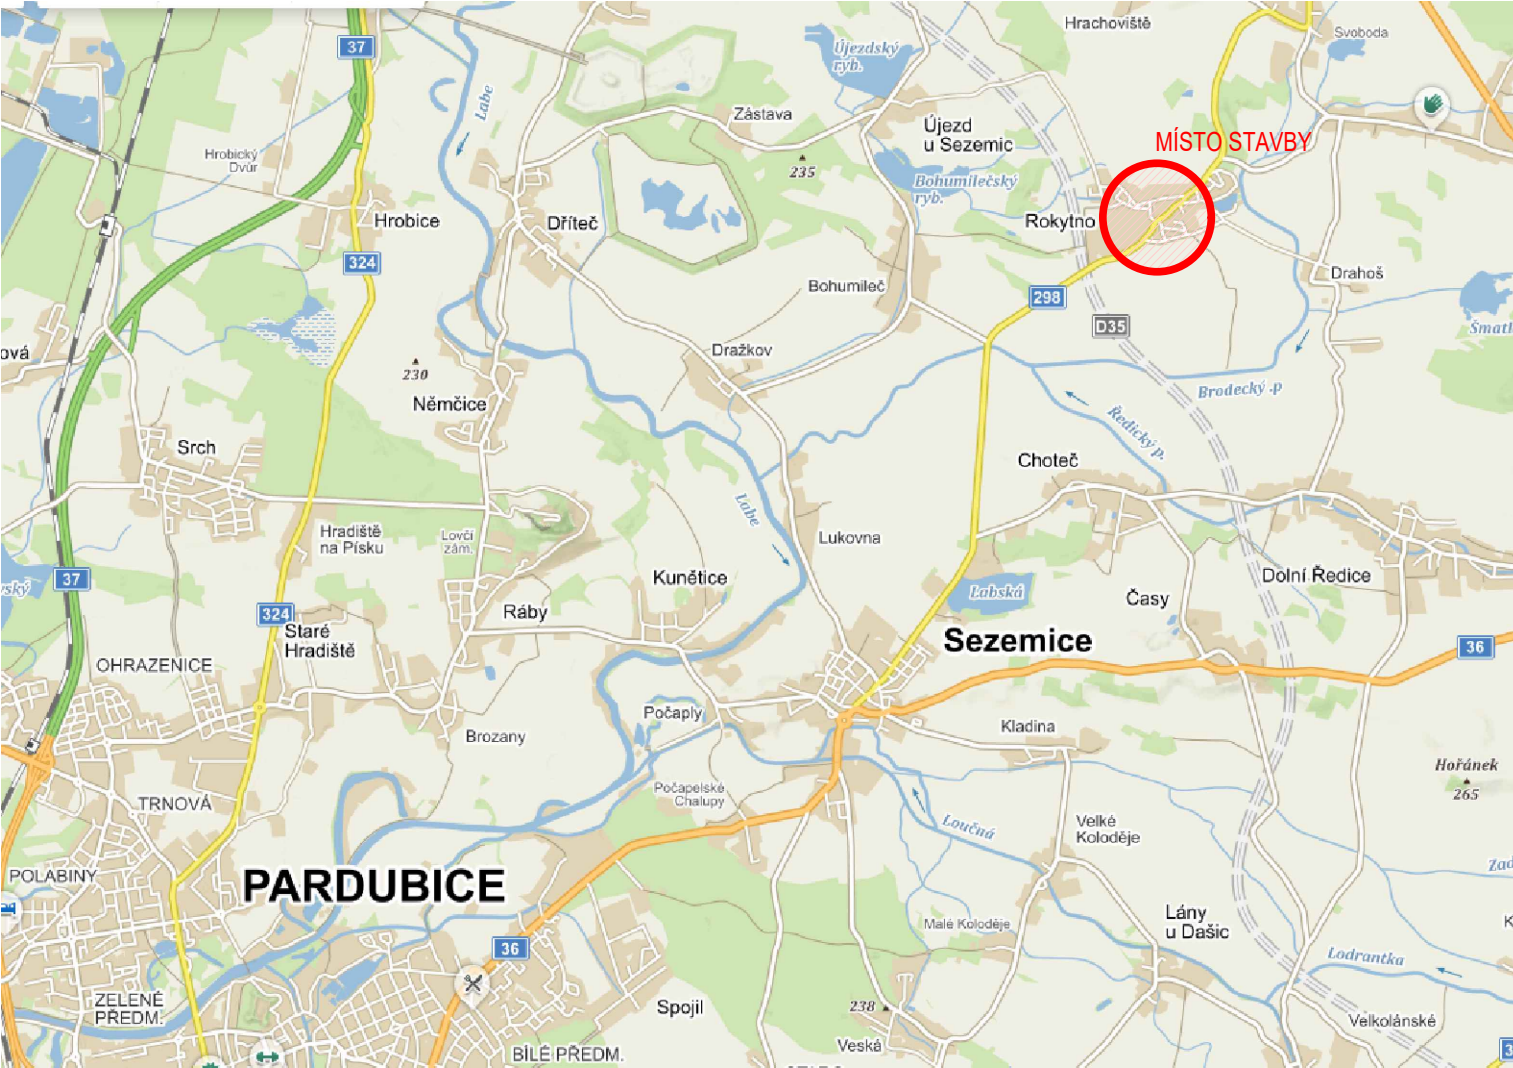 Hrachoviště
Svoboda
37
Újezdský
ryb.
Labe
Zástava
Újezd
u Sezemic
MÍSTO STAVBY
Hrobický
Dvůr
235
Bohumilečský
ryb.
Hrobice
Dříteč
Rokytno
324
Drahoš
Bohumileč
298
D35
ová
Dražkov
230
Brodecký .p
Němčice
Ředický p.
Srch
Choteč
Labe
Hradiště
na Písku
Lovčí
zám.
Lukovna
37
Kunětice
Labská
Dolní Ředice
Časy
Ráby
324
Staré
Hradiště
Sezemice
36
OHRAZENICE
Počaply
Kladina
Brozany
Hořánek
265
Počapelské
Chalupy
TRNOVÁ
Loučná
Velké
Koloděje
POLABINY
PARDUBICE
Malé Koloděje
Lány
u Dašic
36
Lodrantka
ZELENÉ
PŘEDM.
Spojil
238
Velkolánské
Veská
BÍLÉ PŘEDM.